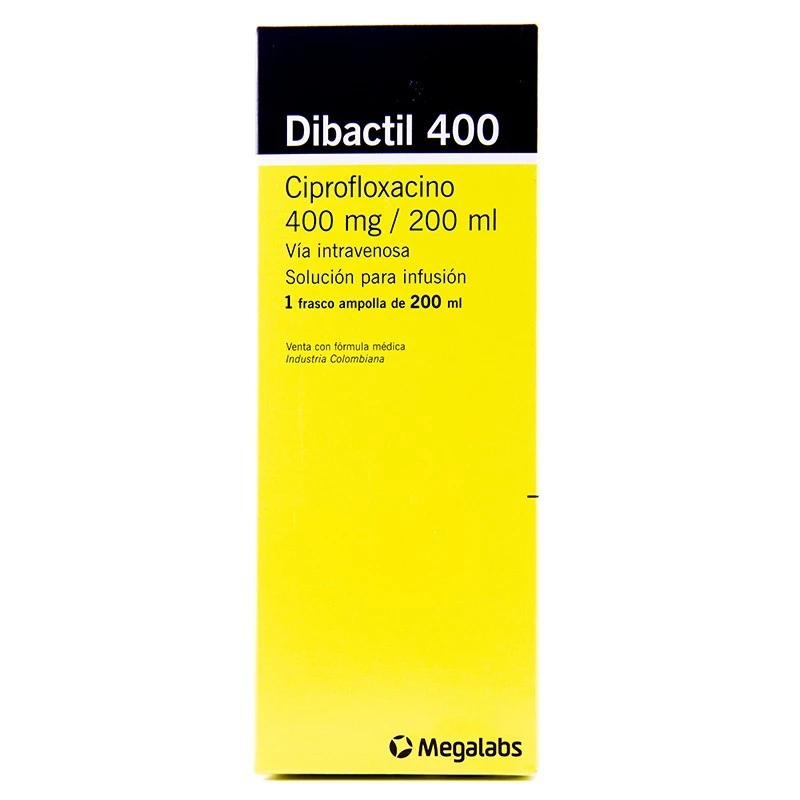 Dibactil 400
Ciprofloxacino
400 mg / 200 ml
Vía intravenosa
Solución para infusión
1 frasco ampolla de 200 ml
Venta con fórmula médica
Industria Colombiana
Megalabs